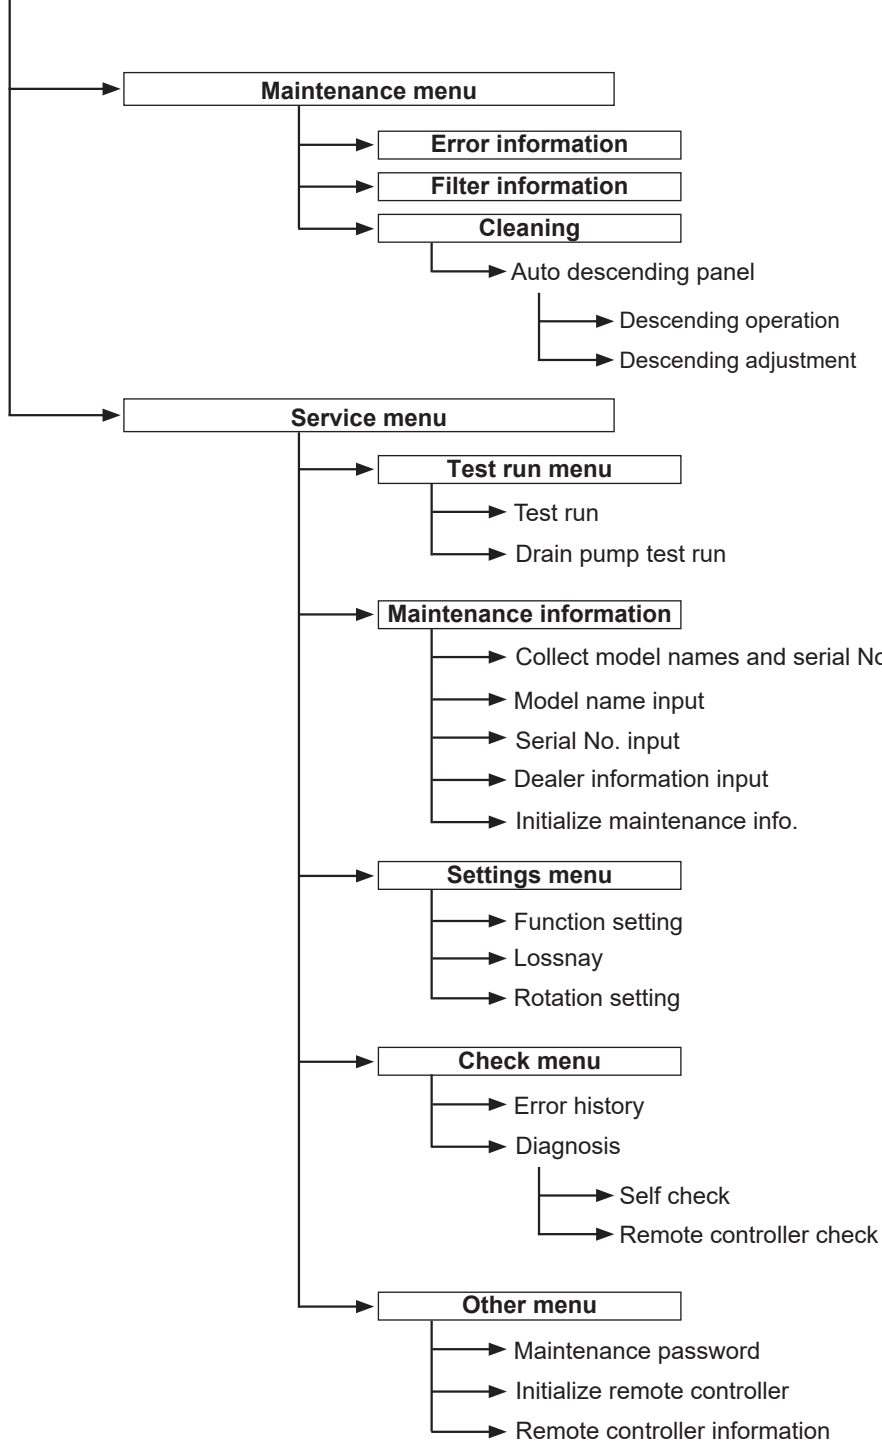 Maintenance menu
Error information
Filter information
Cleaning
Auto descending panel
Descending operation
Descending adjustment
Service menu
Test run menu
Test run
Drain pump test run
Maintenance information
Collect model names and serial
Model name input
Serial No. input
Dealer information input
Initialize maintenance info.
Settings menu
Function setting
Lossnay
Rotation setting
Check menu
Error history
Diagnosis
Self check
Remote controller check
Other menu
Maintenance password
Initialize remote controller
Remote controller information